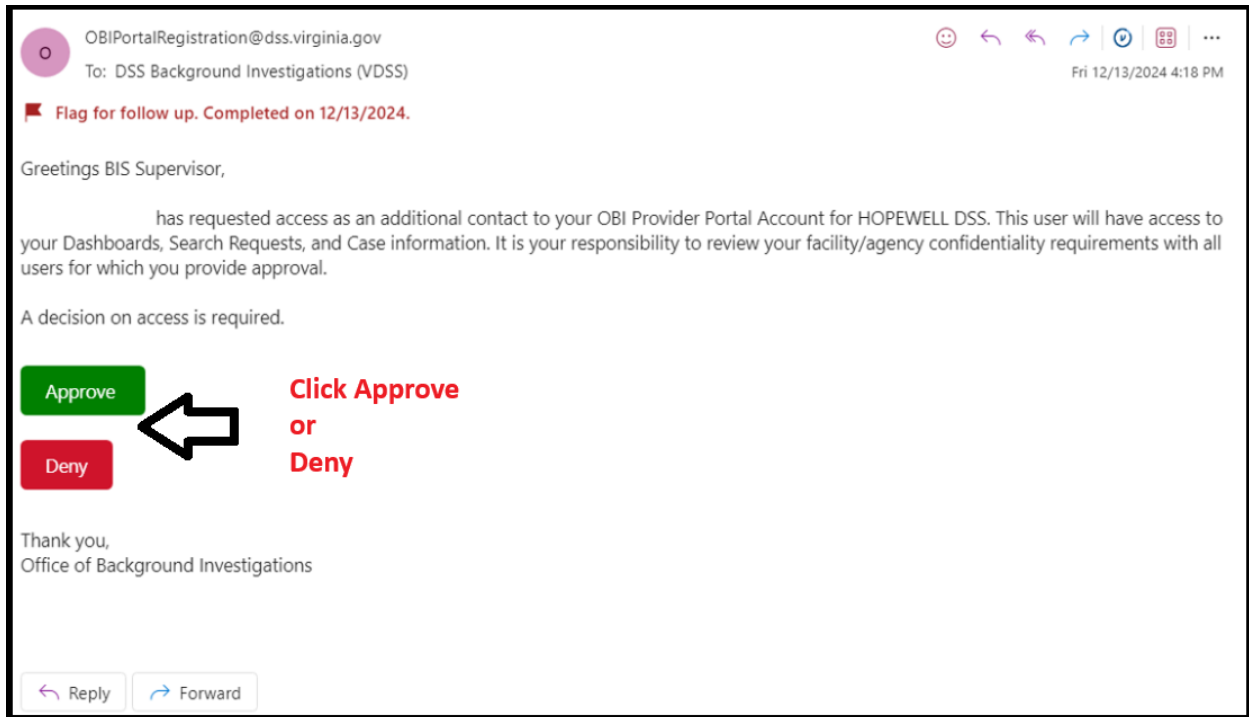 O
OBIPortalRegistration@dss.virginia.gov
To: DSS Background Investigations (VDSS)
Fri 12/13/2024 4:18 PM
Flag for follow up. Completed on 12/13/2024.
Greetings BIS Supervisor,
has requested access as an additional contact to your OBI Provider Portal Account for HOPEWELL DSS. This user will have access to
your Dashboards, Search Requests, and Case information. It is your responsibility to review your facility/agency confidentiality requirements with all
users for which you provide approval.
A decision on access is required.
Approve
Click Approve
or
Deny
Deny
Thank you,
Office of Background Investigations
Reply
Forward